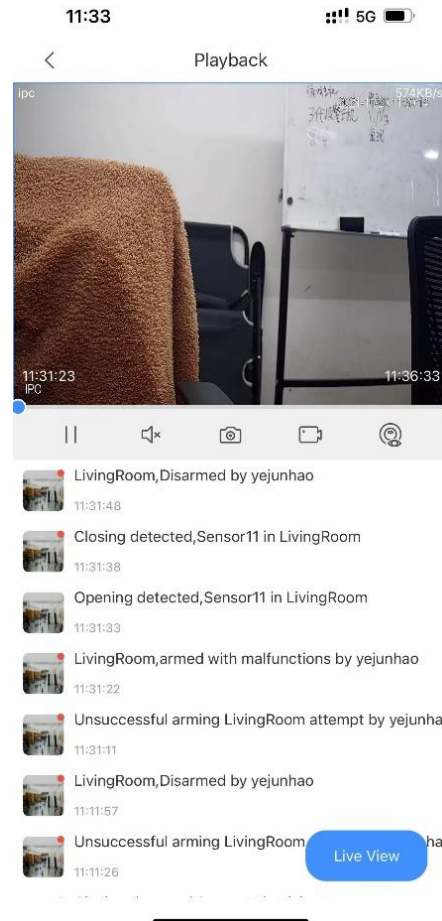 11:33
5G
Playback
ipc
574KB/s
11:31:23
11:36:33
IPC
LivingRoom,Disarmed by yejunhao
11:31:48
Closing detected,Sensor11 in LivingRoom
11:31:38
Opening detected,Sensor11 in LivingRoom
11:31:33
LivingRoom,armed with malfunctions by yejunhao
11:31:22
Unsuccessful arming LivingRoom attempt by yejunha
11:31:11
LivingRoom,Disarmed by yejunhao
11:11:57
Unsuccessful arming LivingRoom
ha
11:11:26
Live View